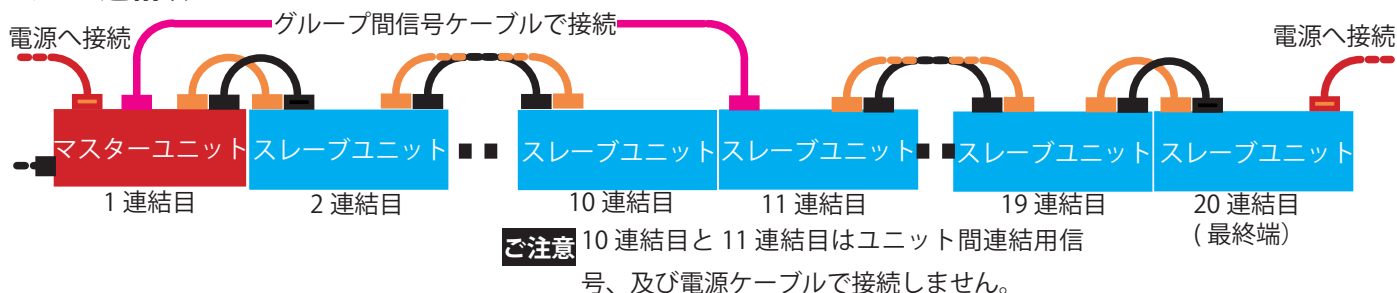 グループ間信号ケーブルで接続
電源へ接続
電源へ接続
マスターユニット
スレーブユニット
スレーブユニット
スレーブユニット
スレーブユニット
スレーブユニット
1 連結目
2 連結目
10 連結目
11 連結目
19 連結目
20 連結目
( 最終端）
ご注意
10 連結目と 11 連結目はユニット間連結用信
号、及び電源ケーブルで接続しません。